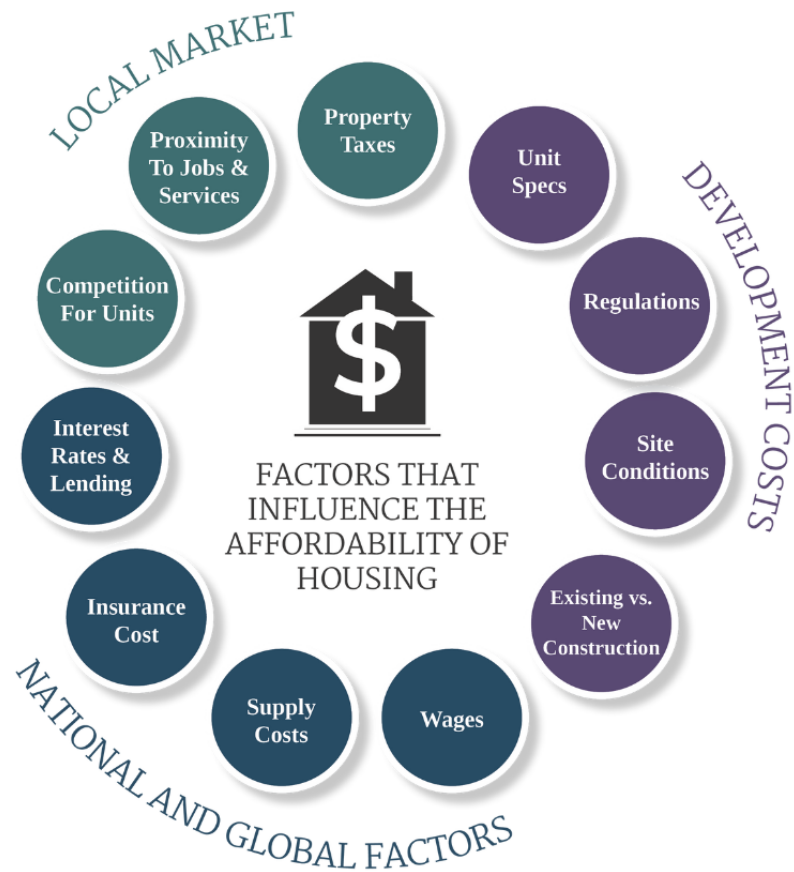 LOCAL MARKET
Property
Taxes
Proximity
To Jobs &
Services
Competition
For Units
DEVELOPMENT COSTS
Unit
Specs
Regulations
Site
Conditions
Existing vs.
New
Construction
$
FACTORS THAT
INFLUENCE THE
AFFORDABILITY OF
HOUSING
Interest
Rates &
Lending
Insurance
Cost
Supply
Costs
Wages
NATIONAL AND GLOBAL FACTORS